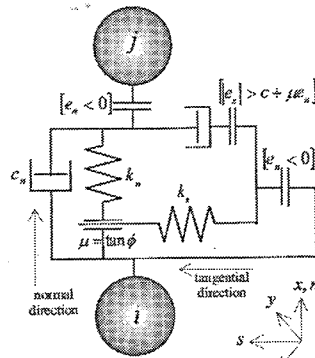 j
[e_n < 0]
[|e_s| > c + μe_n]
[e_n < 0]
c_n
k_n
k_s
μ = tan ϕ
normal
direction
tangential
direction
i
x, n
y
s